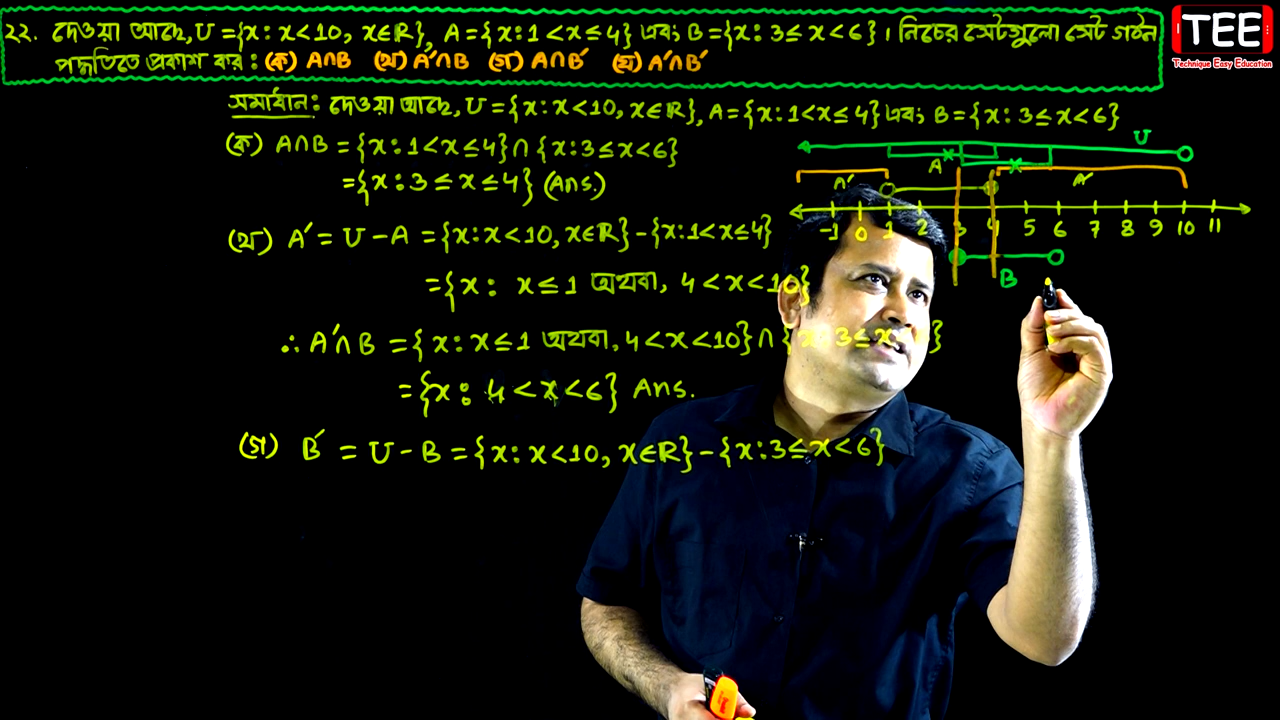 ২২. দেওয়া আছে, U = {x : x < 10, x ∈ ℝ}, A = {x : 1 < x ≤ 4} এবং B = {x : 3 ≤ x < 6} । নিচের সেটগুলো সেট গঠন
পদ্ধতিতে প্রকাশ কর : (ক) A∩B (খ) A′∩B (গ) A∩B′ (ঘ) A′∩B′
TEE
Technique Easy Education
সমাধান : দেওয়া আছে, U = {x : x < 10, x ∈ ℝ}, A = {x : 1 < x ≤ 4} এবং B = {x : 3 ≤ x < 6}
(ক) A∩B = {x : 1 < x ≤ 4} ∩ {x : 3 ≤ x < 6}
= {x : 3 ≤ x ≤ 4} (Ans.)
U
A
A′ A′
-1 0 1 2 3 4 5 6 7 8 9 10 11
B
(খ) A′ = U – A = {x : x < 10, x ∈ ℝ} – {x : 1 < x ≤ 4}
= {x : x ≤ 1 অথবা, 4 < x < 10}
∴ A′∩B = {x : x ≤ 1 অথবা, 4 < x < 10} ∩ {x : 3 ≤ x }
= {x : 4 < x < 6} Ans.
(গ) B′ = U – B = {x : x < 10, x ∈ ℝ} – {x : 3 ≤ x < 6}